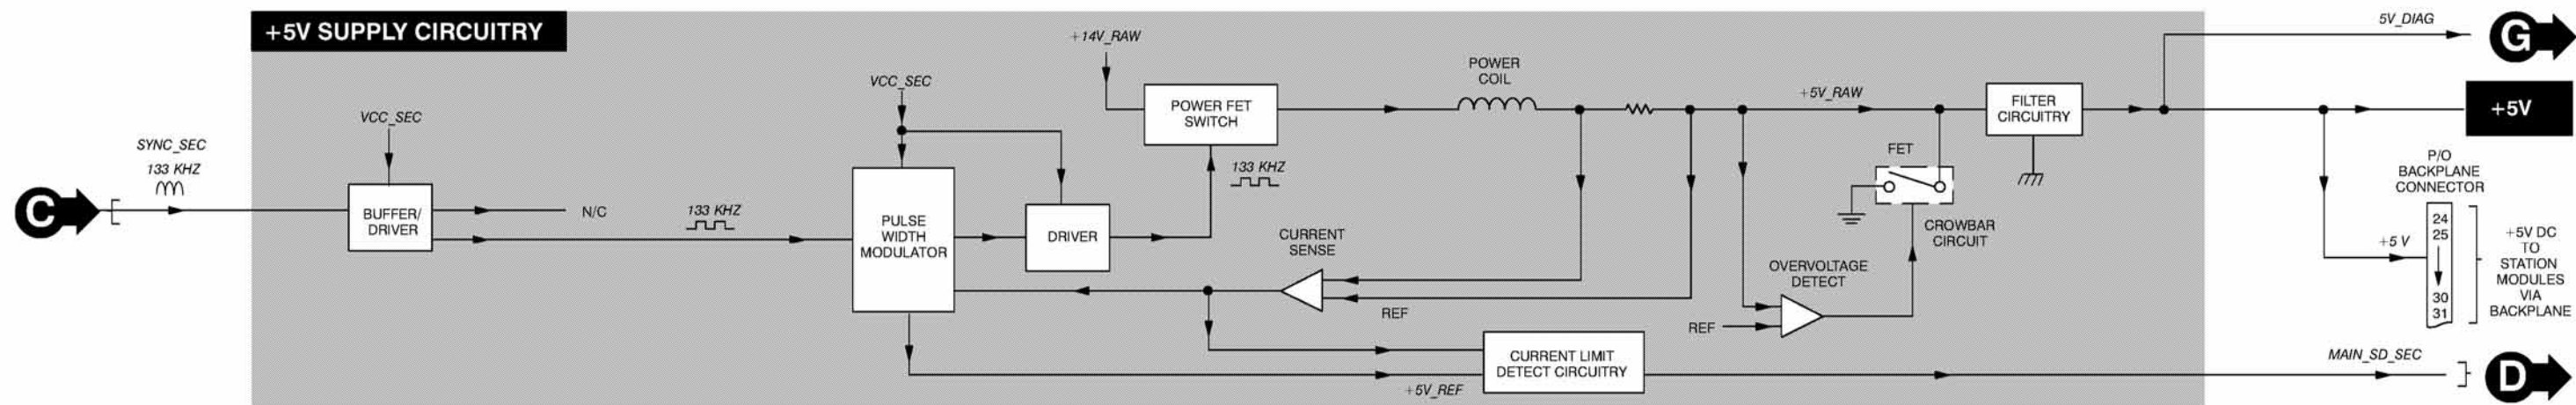 +5V SUPPLY CIRCUITRY
5V_DIAG
G
+14V_RAW
POWER
COIL
VCC_SEC
+5V_RAW
POWER FET
SWITCH
FILTER
CIRCUITRY
+5V
VCC_SEC
SYNC_SEC
133 KHZ
FET
133 KHZ
P/O
BACKPLANE
CONNECTOR
C
BUFFER/
DRIVER
N/C
133 KHZ
PULSE
WIDTH
MODULATOR
DRIVER
CURRENT
SENSE
CROWBAR
CIRCUIT
24
25
30
31
+5 V
+5V DC
TO
STATION
MODULES
VIA
BACKPLANE
OVERVOLTAGE
DETECT
REF
REF
CURRENT LIMIT
DETECT CIRCUITRY
+5V_REF
MAIN_SD_SEC
D